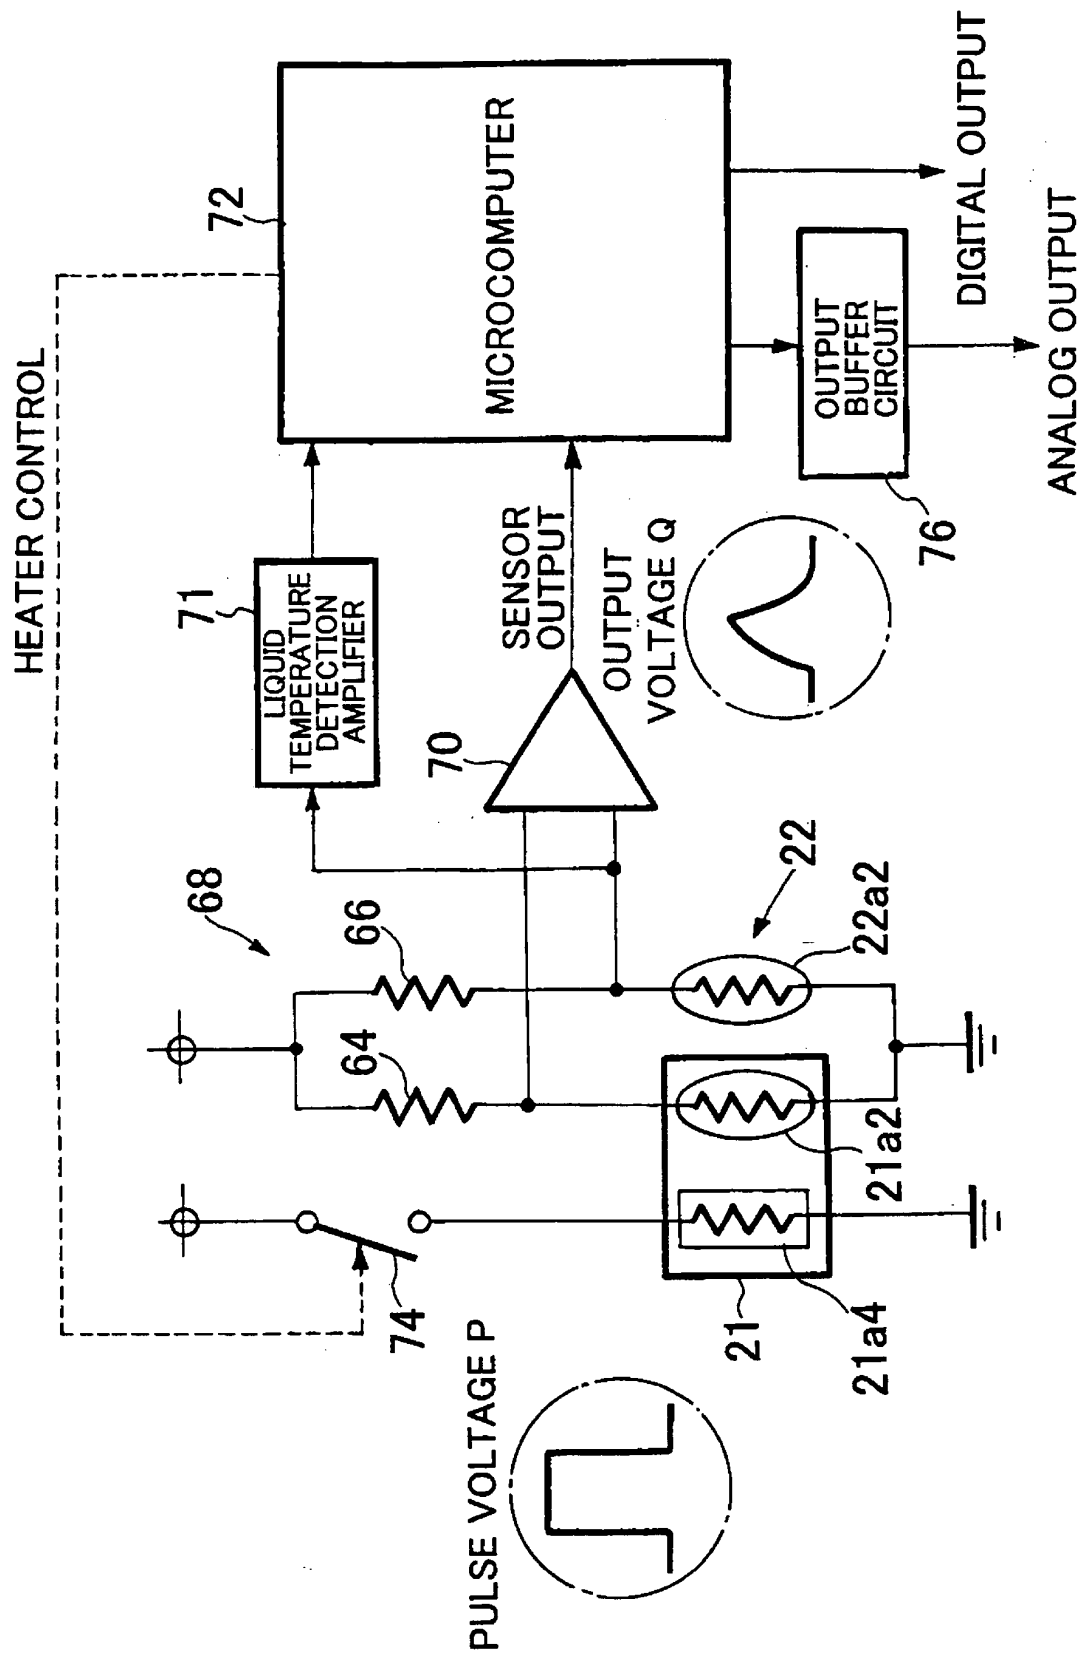 HEATER CONTROL
72
MICROCOMPUTER
71
LIQUID
TEMPERATURE
DETECTION
AMPLIFIER
SENSOR
OUTPUT
70
OUTPUT
VOLTAGE Q
OUTPUT
BUFFER
CIRCUIT
76
DIGITAL OUTPUT
ANALOG OUTPUT
68
66
64
22
22a2
21a2
74
21
21a4
PULSE VOLTAGE P